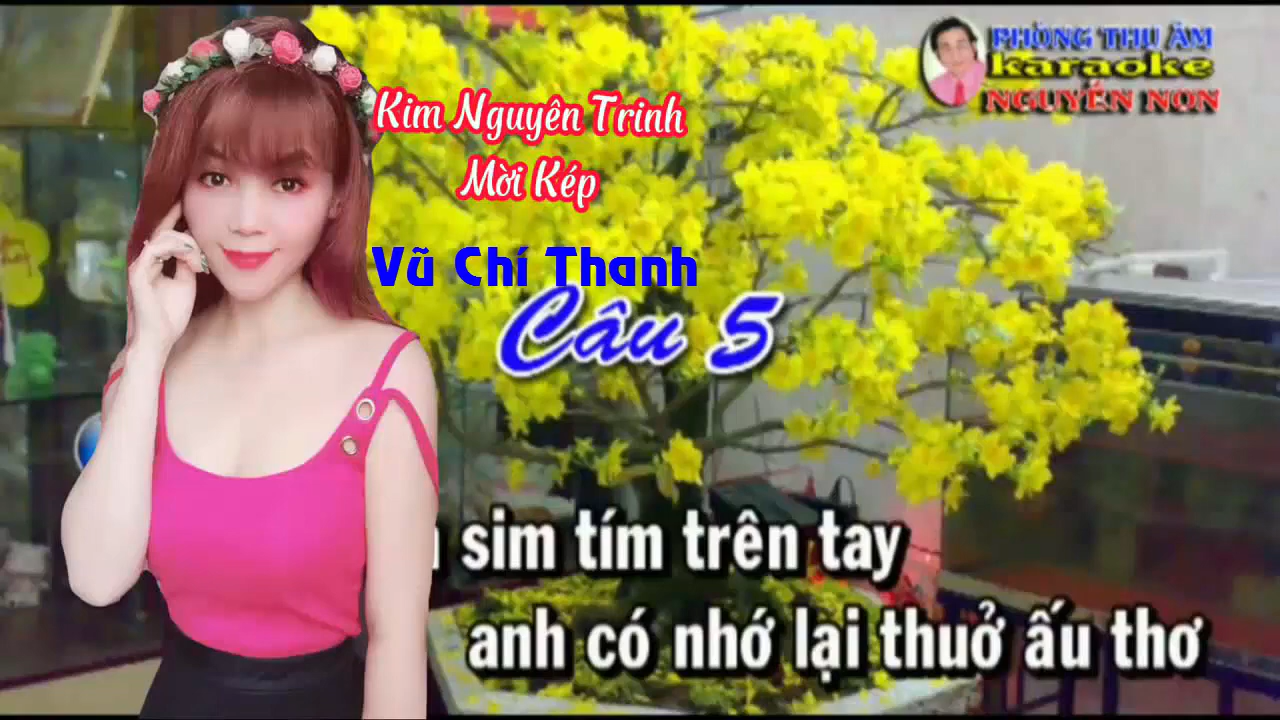 PHÒNG THU ÂM
karaoke
NGUYÊN NON
Kim Nguyên Trinh
Mời Kép
Vũ Chí Thanh
Câu 5
sim tím trên tay
anh có nhớ lại thuở ấu thơ